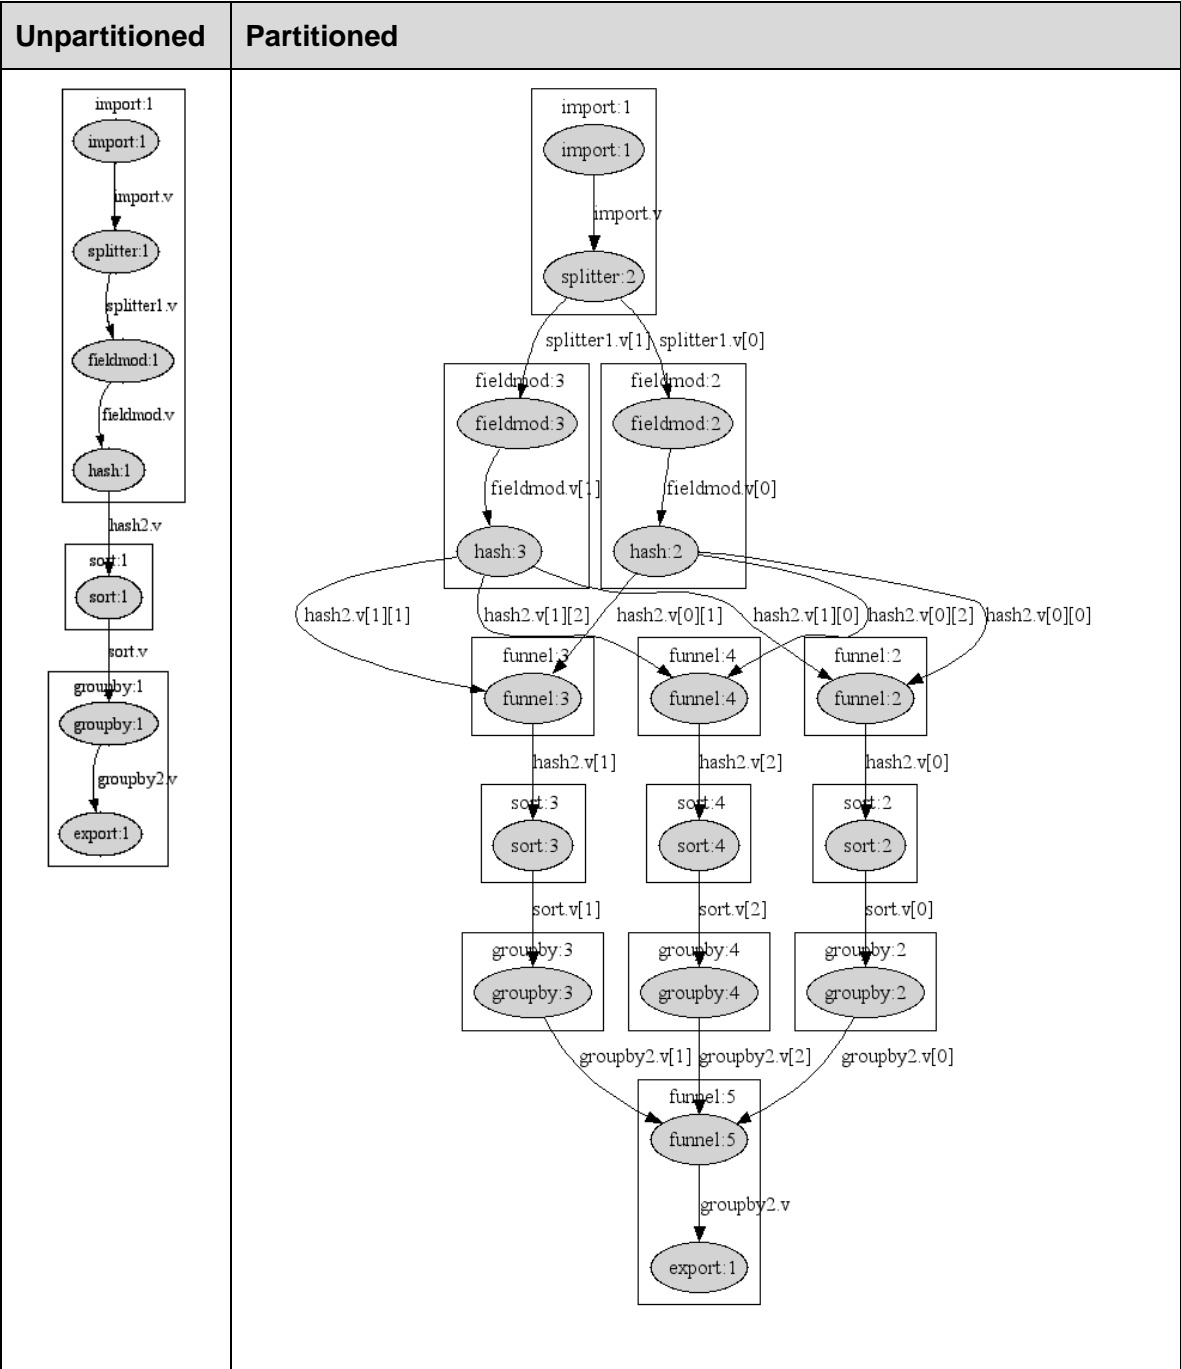 Unpartitioned
Partitioned
import:1
import:1
import.v
splitter:1
splitter1.v
fieldmod:1
fieldmod.v
hash:1
hash2.v
sort:1
sort:1
sort.v
groupby:1
groupby:1
groupby2.v
export:1
import:1
import:1
import.v
splitter:2
splitter1.v[1] splitter1.v[0]
fieldmod:3 fieldmod:2
fieldmod:3 fieldmod:2
fieldmod.v[1] fieldmod.v[0]
hash:3 hash:2
hash2.v[1][1] hash2.v[1][2] hash2.v[0][1] hash2.v[1][0] hash2.v[0][2] hash2.v[0][0]
funnel:3 funnel:4 funnel:2
funnel:3 funnel:4 funnel:2
hash2.v[1] hash2.v[2] hash2.v[0]
sort:3 sort:4 sort:2
sort:3 sort:4 sort:2
sort.v[1] sort.v[2] sort.v[0]
groupby:3 groupby:4 groupby:2
groupby:3 groupby:4 groupby:2
groupby2.v[1] groupby2.v[2] groupby2.v[0]
funnel:5
funnel:5
groupby2.v
export:1